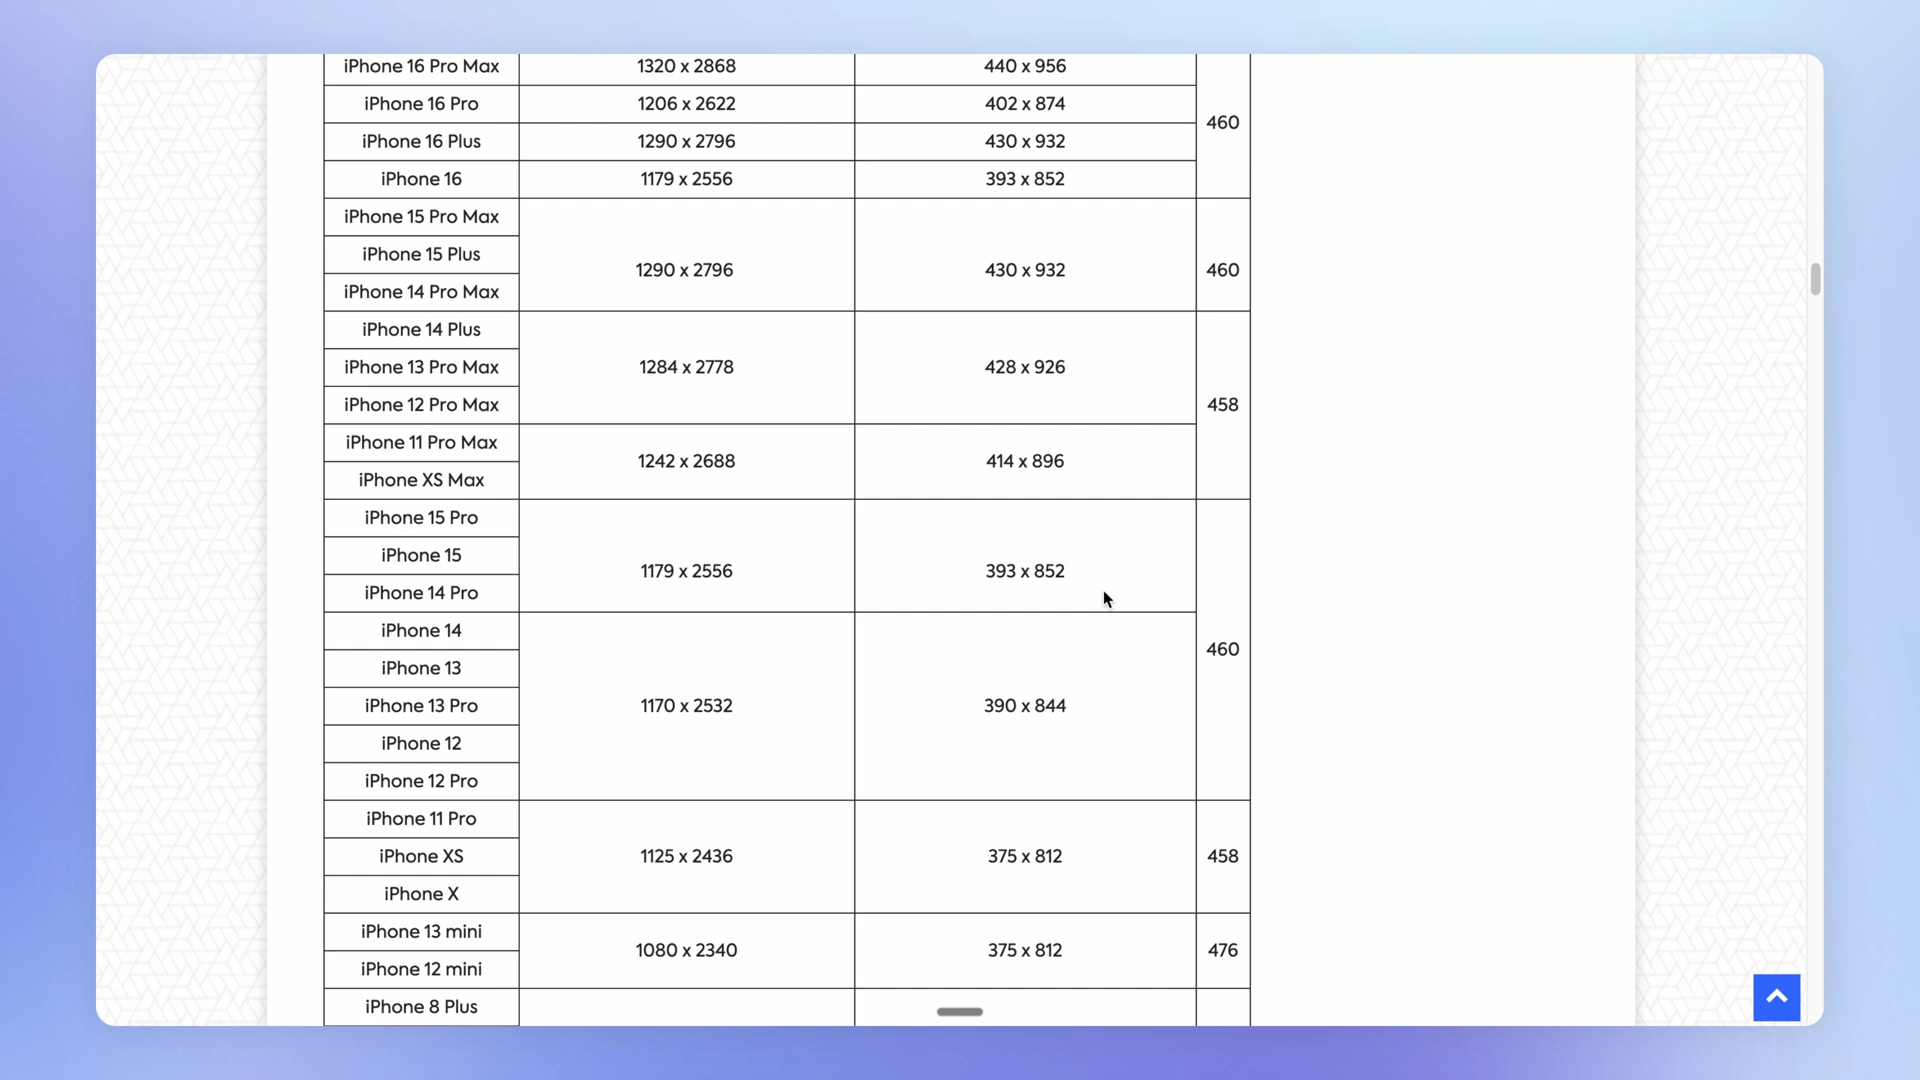 iPhone 16 Pro Max 1320 x 2868 440 x 956
iPhone 16 Pro 1206 x 2622 402 x 874
460
iPhone 16 Plus 1290 x 2796 430 x 932
iPhone 16 1179 x 2556 393 x 852
iPhone 15 Pro Max
iPhone 15 Plus
1290 x 2796 430 x 932 460
iPhone 14 Pro Max
iPhone 14 Plus
iPhone 13 Pro Max 1284 x 2778 428 x 926
iPhone 12 Pro Max 458
iPhone 11 Pro Max
1242 x 2688 414 x 896
iPhone XS Max
iPhone 15 Pro
iPhone 15
1179 x 2556 393 x 852
iPhone 14 Pro
iPhone 14
460
iPhone 13
iPhone 13 Pro 1170 x 2532 390 x 844
iPhone 12
iPhone 12 Pro
iPhone 11 Pro
iPhone XS 1125 x 2436 375 x 812 458
iPhone X
iPhone 13 mini
1080 x 2340 375 x 812 476
iPhone 12 mini
iPhone 8 Plus